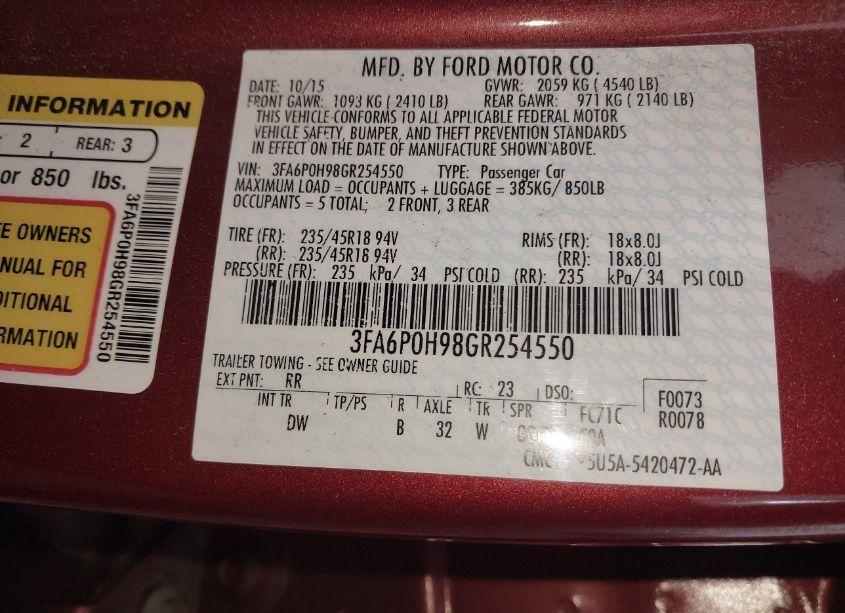 INFORMATION
2 REAR: 3
or 850 lbs.
OWNERS
FOR
3FA6P0H98GR254550
MFD. BY FORD MOTOR CO.
DATE: 10/15 GVWR: 2059 KG ( 4540 LB)
FRONT GAWR: 1093 KG ( 2410 LB) REAR GAWR: 971 KG ( 2140 LB)
THIS VEHICLE CONFORMS TO ALL APPLICABLE FEDERAL MOTOR
VEHICLE SAFETY, BUMPER, AND THEFT PREVENTION STANDARDS
IN EFFECT ON THE DATE OF MANUFACTURE SHOWN ABOVE.
VIN: 3FA6P0H98GR254550 TYPE: Passenger Car
MAXIMUM LOAD = OCCUPANTS + LUGGAGE = 385KG/ 850LB
OCCUPANTS = 5 TOTAL; 2 FRONT, 3 REAR
TIRE (FR): 235/45R18 94V RIMS (FR): 18x8.0J
(RR): 235/45R18 94V (RR): 18x8.0J
PRESSURE (FR): 235 kPa/ 34 PSI COLD (RR): 235 kPa/ 34 PSI COLD
3FA6P0H98GR254550
TRAILER TOWING - SEE OWNER GUIDE
EXT PNT: RR RC: 23 DSO: F0073
INT TR TP/PS R AXLE TR SPR FC71C R0078
DW B 32 W
5U5A-5420472-AA